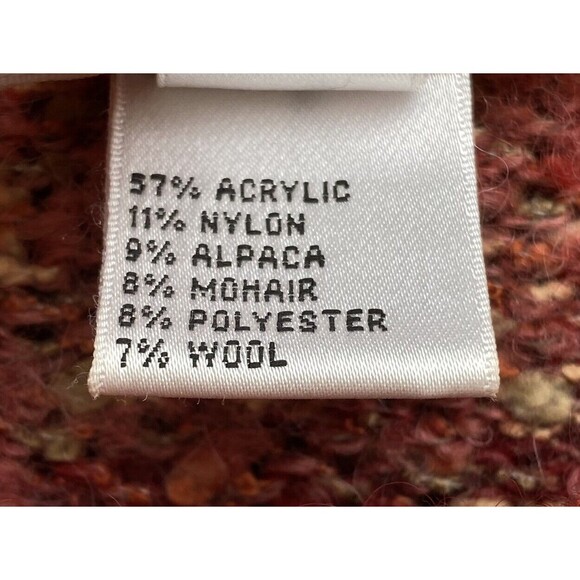 57% ACRYLIC
11% NYLON
9% ALPACA
8% MOHAIR
8% POLYESTER
7% WOOL